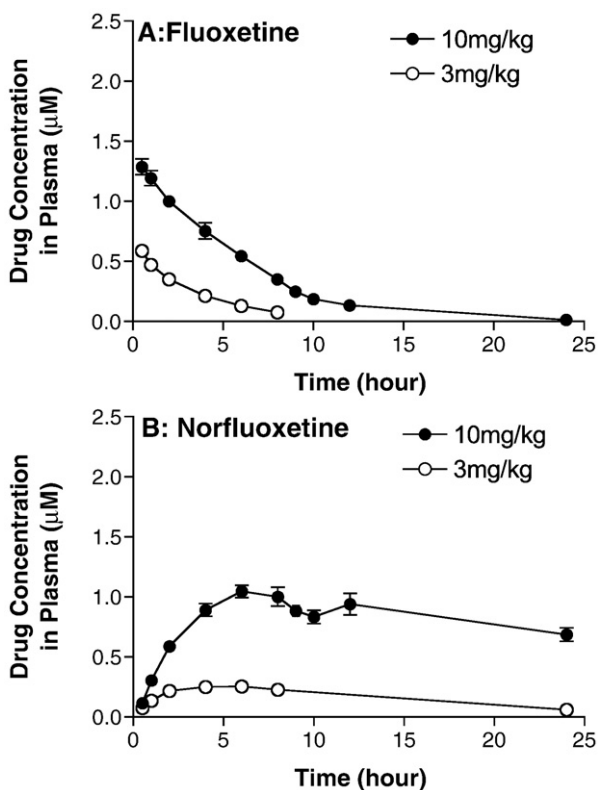 A:Fluoxetine
10mg/kg
3mg/kg
Drug Concentration
in Plasma (μM)
2.5
2.0
1.5
1.0
0.5
0.0
0 5 10 15 20 25
Time (hour)
B: Norfluoxetine
10mg/kg
3mg/kg
Drug Concentration
in Plasma (μM)
2.5
2.0
1.5
1.0
0.5
0.0
0 5 10 15 20 25
Time (hour)